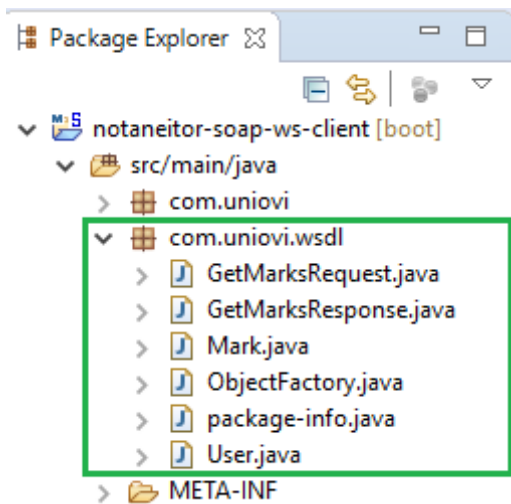 Package Explorer
notaneitor-soap-ws-client [boot]
src/main/java
com.uniovi
com.uniovi.wsdl
GetMarksRequest.java
GetMarksResponse.java
Mark.java
ObjectFactory.java
package-info.java
User.java
META-INF